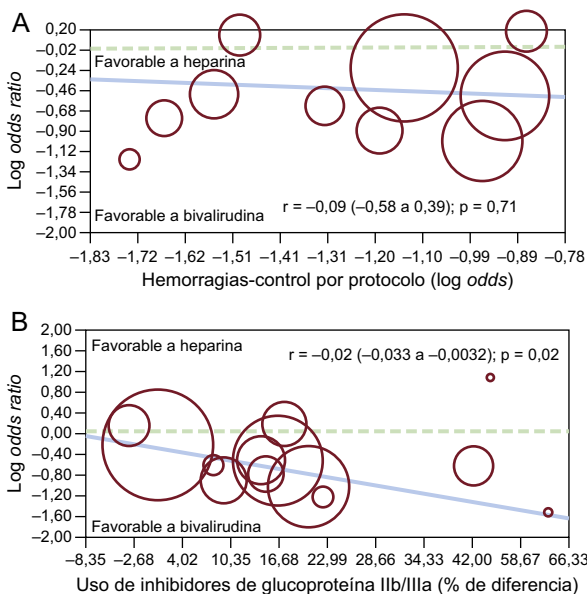 A
Log odds ratio
0,20
–0,02
–0,24
–0,46
–0,68
–0,90
–1,12
–1,34
–1,56
–1,78
–2,00
Favorable a heparina
Favorable a bivalirudina
r = –0,09 (–0,58 a 0,39); p = 0,71
–1,83 –1,72 –1,62 –1,51 –1,41 –1,31 –1,20 –1,10 –0,99 –0,89 –0,78
Hemorragias-control por protocolo (log odds)
B
Log odds ratio
2,00
1,60
1,20
0,80
0,40
0,00
–0,40
–0,80
–1,20
–1,60
–2,00
Favorable a heparina
r = –0,02 (–0,033 a –0,0032); p = 0,02
Favorable a bivalirudina
–8,35 –2,68 4,02 10,35 16,68 22,99 28,66 34,33 42,00 58,67 66,33
Uso de inhibidores de glucoproteína IIb/IIIa (% de diferencia)